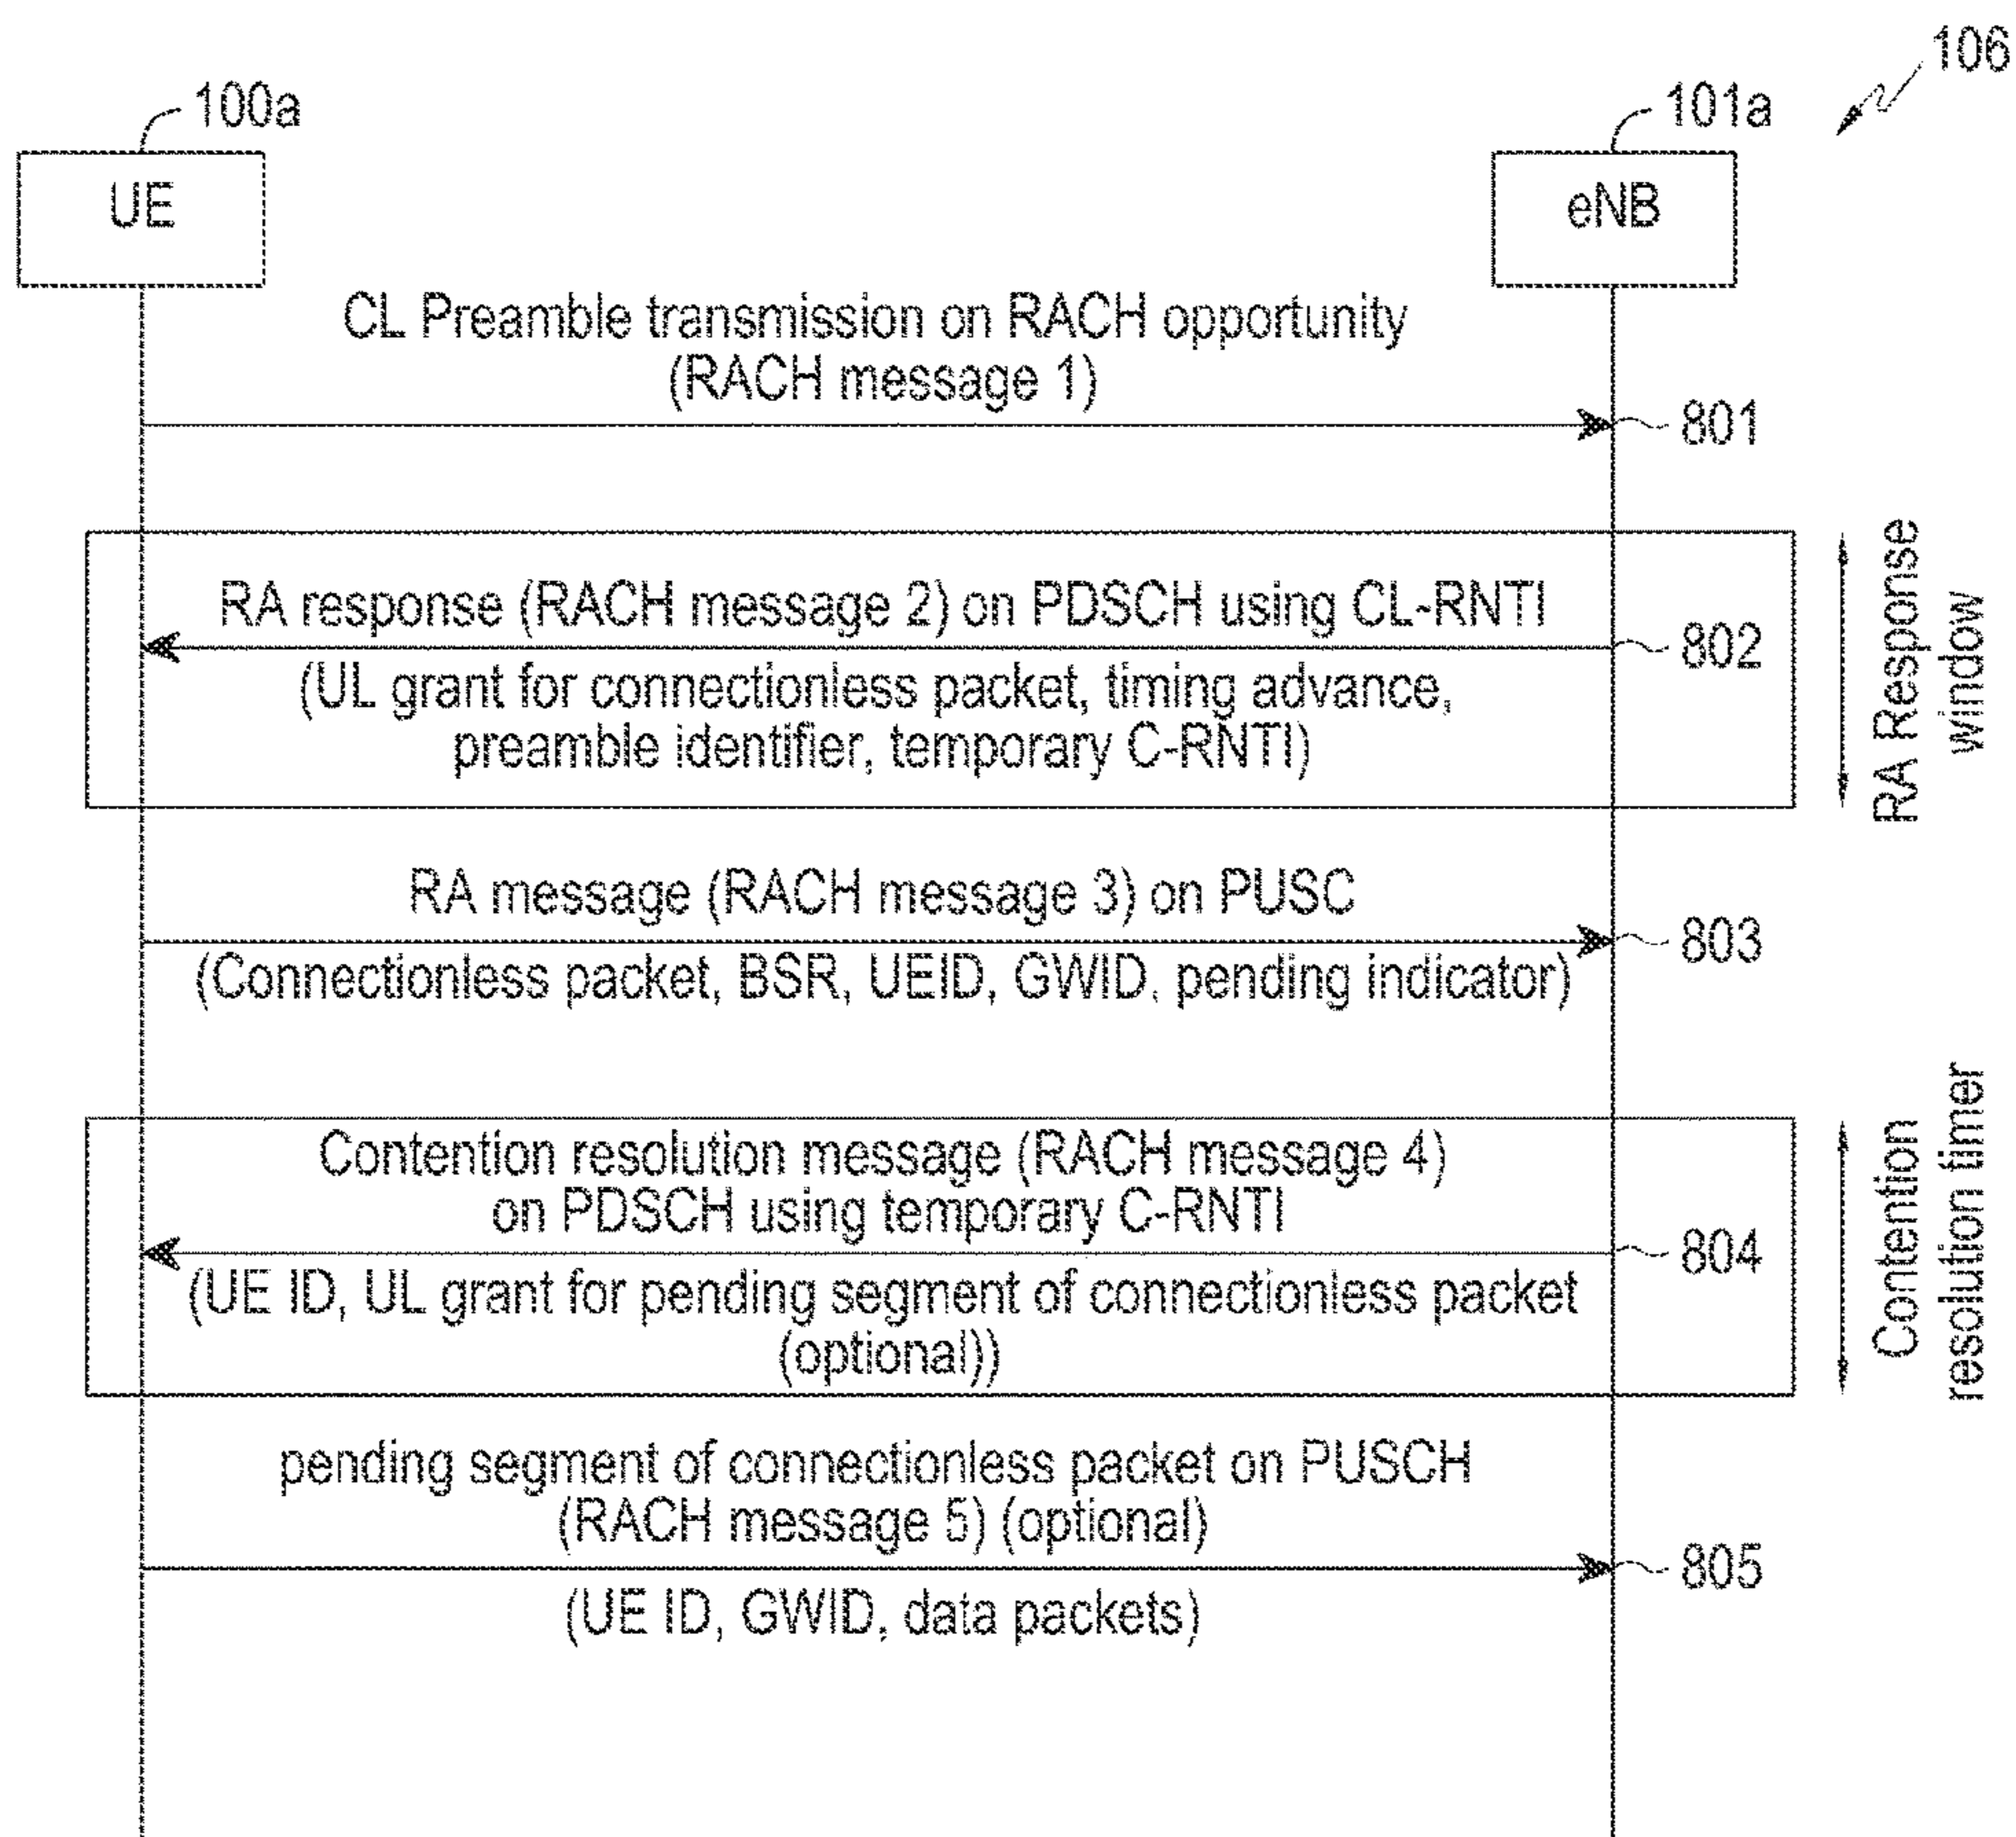 106
100a
101a
UE
eNB
CL Preamble transmission on RACH opportunity
(RACH message 1)
801
RA response (RACH message 2) on PDSCH using CL-RNTI
802
(UL grant for connectionless packet, timing advance,
preamble identifier, temporary C-RNTI)
RA Response
window
RA message (RACH message 3) on PUSC
803
(Connectionless packet, BSR, UEID, GWID, pending indicator)
Contention resolution message (RACH message 4)
on PDSCH using temporary C-RNTI
804
(UE ID, UL grant for pending segment of connectionless packet
(optional))
Contention
resolution timer
pending segment of connectionless packet on PUSCH
(RACH message 5) (optional)
805
(UE ID, GWID, data packets)